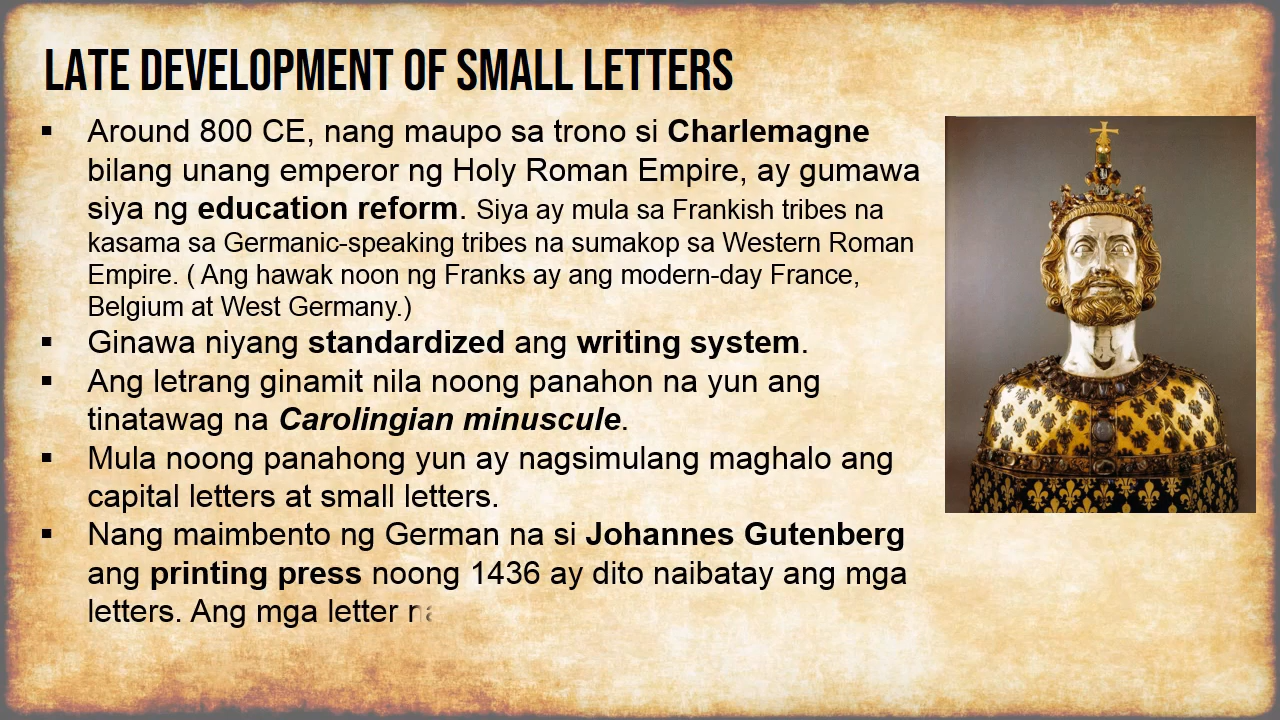 LATE DEVELOPMENT OF SMALL LETTERS
▪ Around 800 CE, nang maupo sa trono si Charlemagne
bilang unang emperor ng Holy Roman Empire, ay gumawa
siya ng education reform. Siya ay mula sa Frankish tribes na
kasama sa Germanic-speaking tribes na sumakop sa Western Roman
Empire. ( Ang hawak noon ng Franks ay ang modern-day France,
Belgium at West Germany.)
▪ Ginawa niyang standardized ang writing system.
▪ Ang letrang ginamit nila noong panahon na yun ang
tinatawag na Carolingian minuscule.
▪ Mula noong panahong yun ay nagsimulang maghalo ang
capital letters at small letters.
▪ Nang maimbento ng German na si Johannes Gutenberg
ang printing press noong 1436 ay dito naibatay ang mga
letters. Ang mga letter